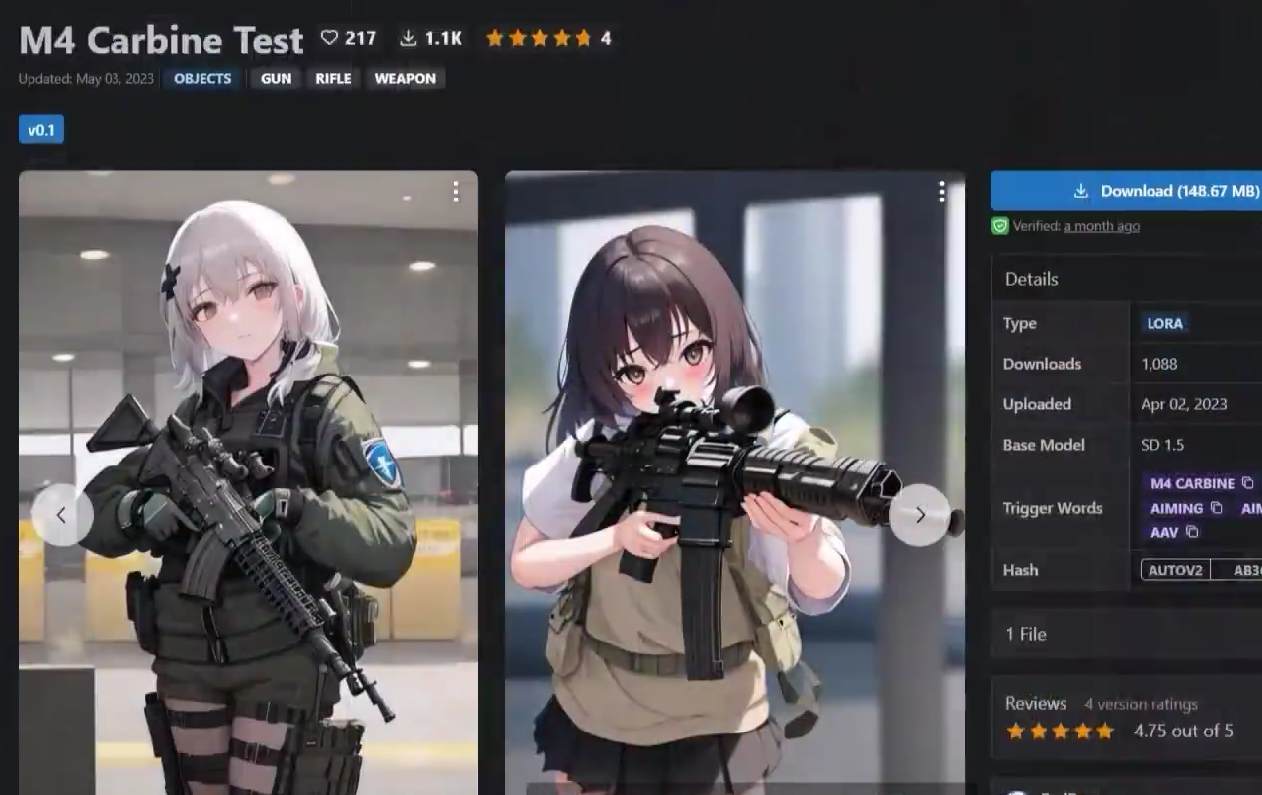 M4 Carbine Test 217 1.1K 4
Updated: May 03, 2023 OBJECTS GUN RIFLE WEAPON
v0.1
Download (148.67 MB)
Verified: a month ago
Details
Type LORA
Downloads 1,088
Uploaded Apr 02, 2023
Base Model SD 1.5
Trigger Words M4 CARBINE
AIMING AIM
AAV
Hash AUTOV2
1 File
Reviews 4 version ratings
4.75 out of 5